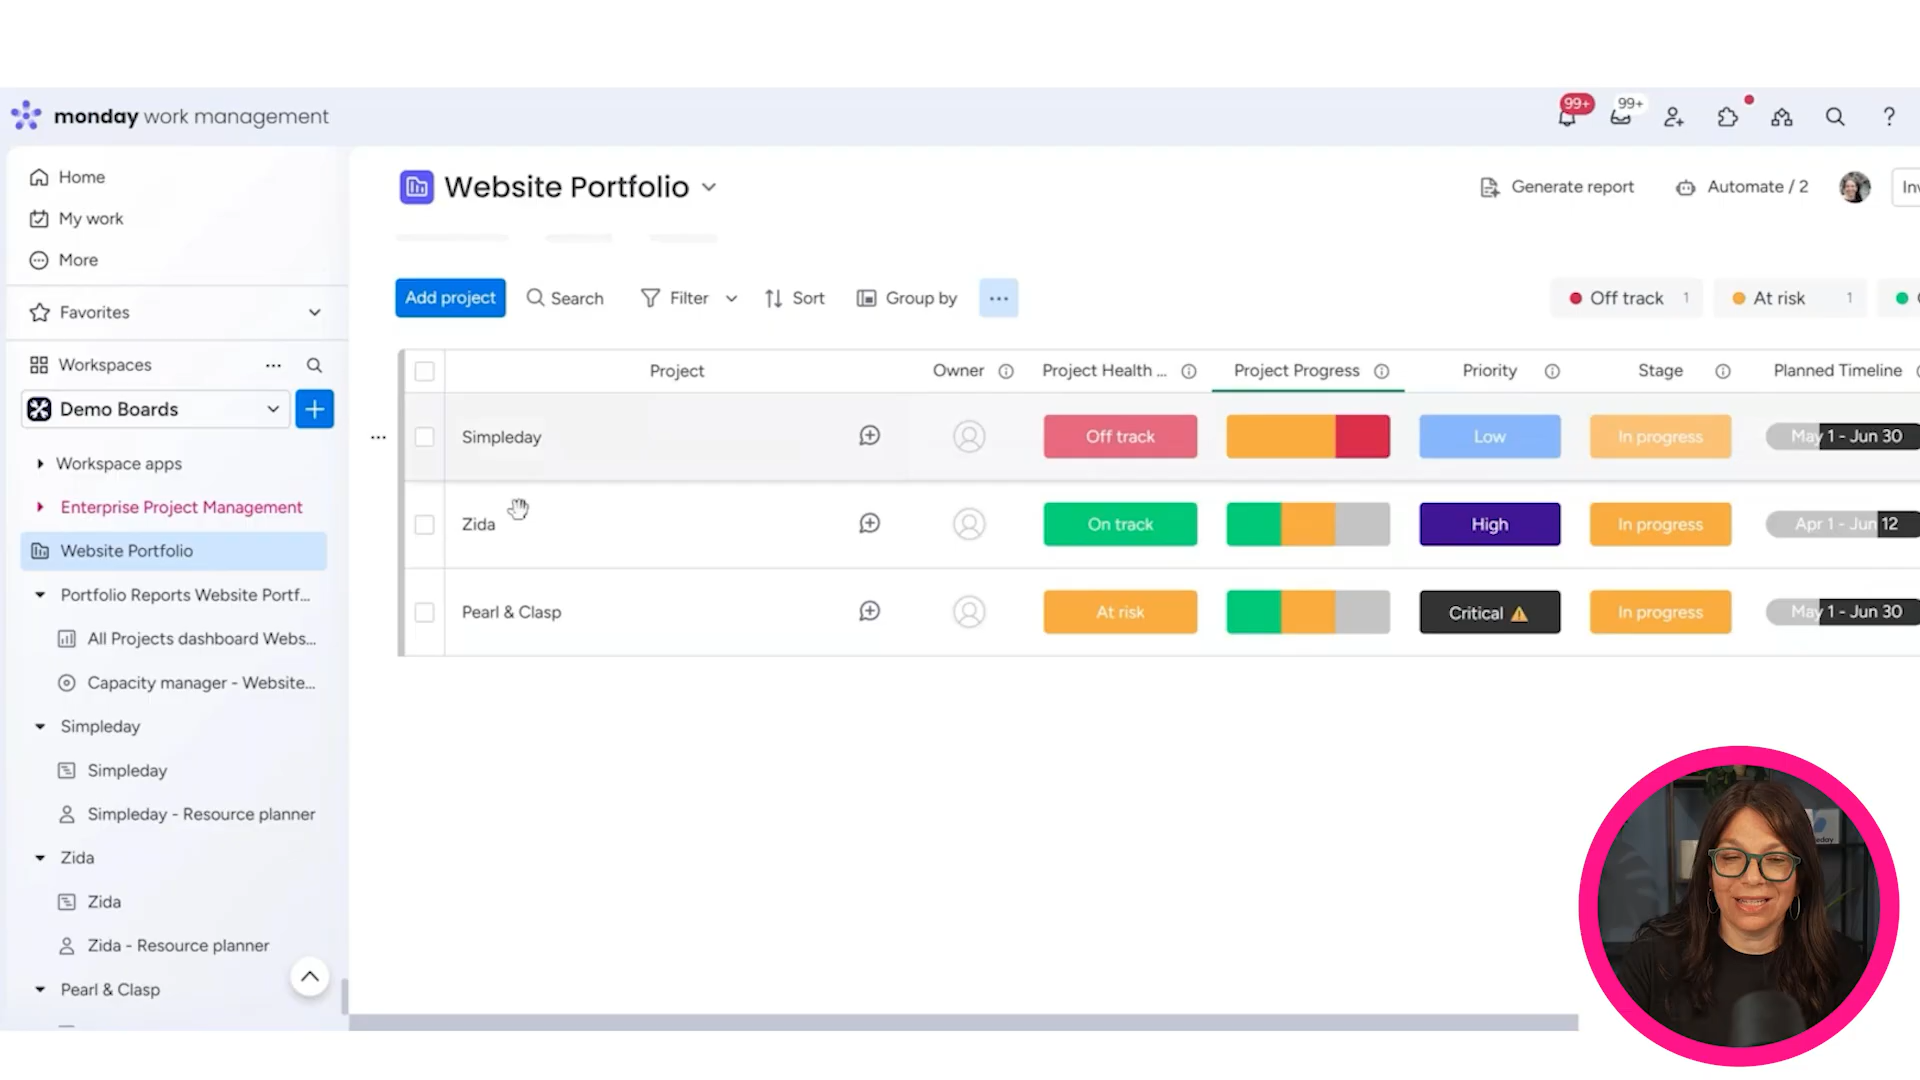 monday work management
99+
99+
Home
My work
More
Favorites
Workspaces
Demo Boards
Workspace apps
Enterprise Project Management
Website Portfolio
Portfolio Reports Website Portf...
All Projects dashboard Webs...
Capacity manager - Website...
Simpleday
Simpleday
Simpleday - Resource planner
Zida
Zida
Zida - Resource planner
Pearl & Clasp
Website Portfolio
Generate report
Automate / 2
Inv
Add project
Search
Filter
Sort
Group by
Off track 1
At risk 1
Project Owner Project Health ... Project Progress Priority Stage Planned Timeline
Simpleday Off track Low In progress May 1 - Jun 30
Zida On track High In progress Apr 1 - Jun 12
Pearl & Clasp At risk Critical In progress May 1 - Jun 30